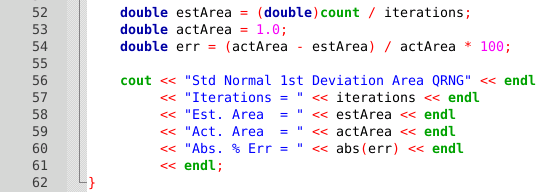 52 double estArea = (double)count / iterations;
53 double actArea = 1.0;
54 double err = (actArea - estArea) / actArea * 100;
55
56 cout << "Std Normal 1st Deviation Area QRNG" << endl
57 << "Iterations = " << iterations << endl
58 << "Est. Area  = " << estArea << endl
59 << "Act. Area  = " << actArea << endl
60 << "Abs. % Err = " << abs(err) << endl
61 << endl;
62 }